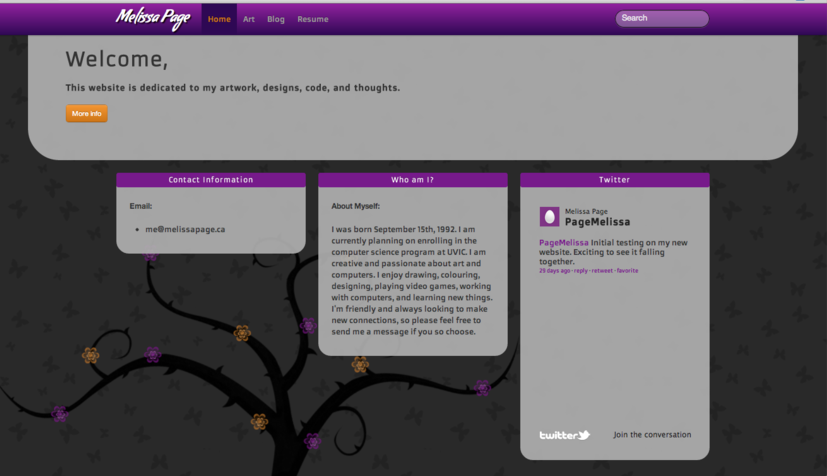 Melissa Page
Home Art Blog Resume
Search
Welcome,
This website is dedicated to my artwork, designs, code, and thoughts.
More info
Contact Information
Email:
• me@melissapage.ca
Who am I?
About Myself:
I was born September 15th, 1992. I am
currently planning on enrolling in the
computer science program at UVIC. I am
creative and passionate about art and
computers. I enjoy drawing, colouring,
designing, playing video games, working
with computers, and learning new things.
I'm friendly and always looking to make
new connections, so please feel free to
send me a message if you so choose.
Twitter
Melissa Page
PageMelissa
PageMelissa Initial testing on my new
website. Exciting to see it falling
together.
29 days ago · reply · retweet · favorite
twitter
Join the conversation